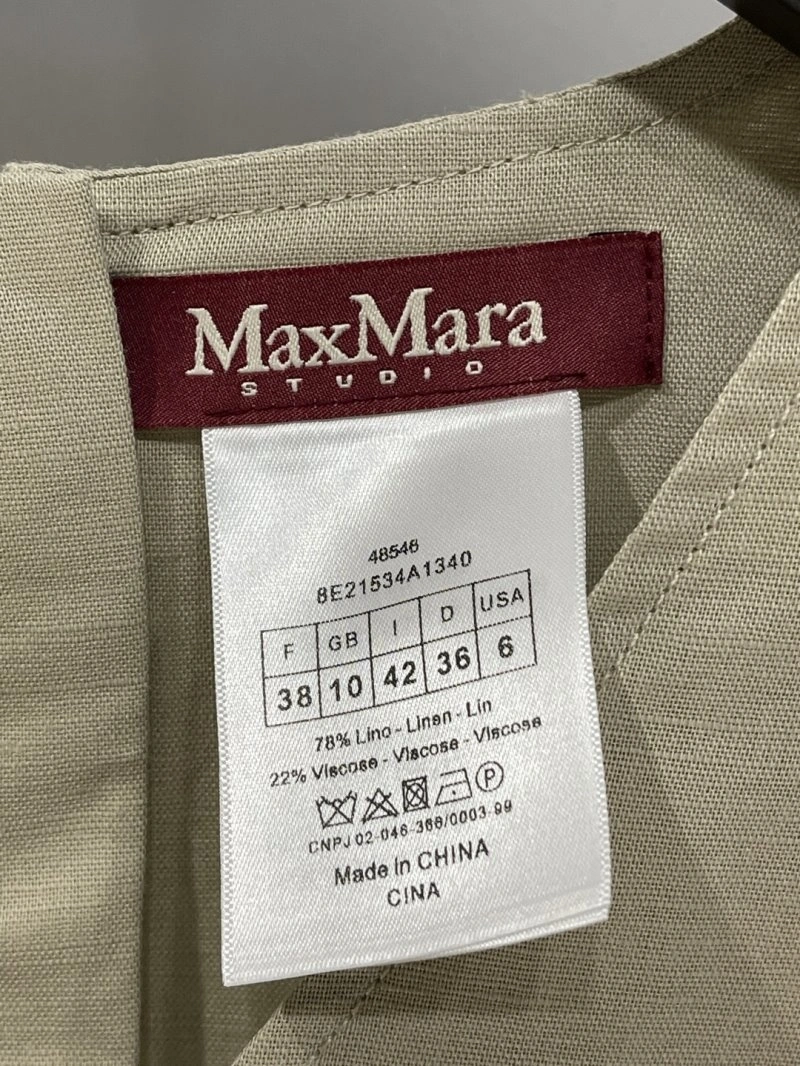 MaxMara
STUDIO
48546
8E21534A1340
F GB I D USA
38 10 42 36 6
78% Lino - Linen - Lin
22% Viscose - Viscose - Viscose
P
CNPJ 02-046-368/0003-99
Made In CHINA
CINA